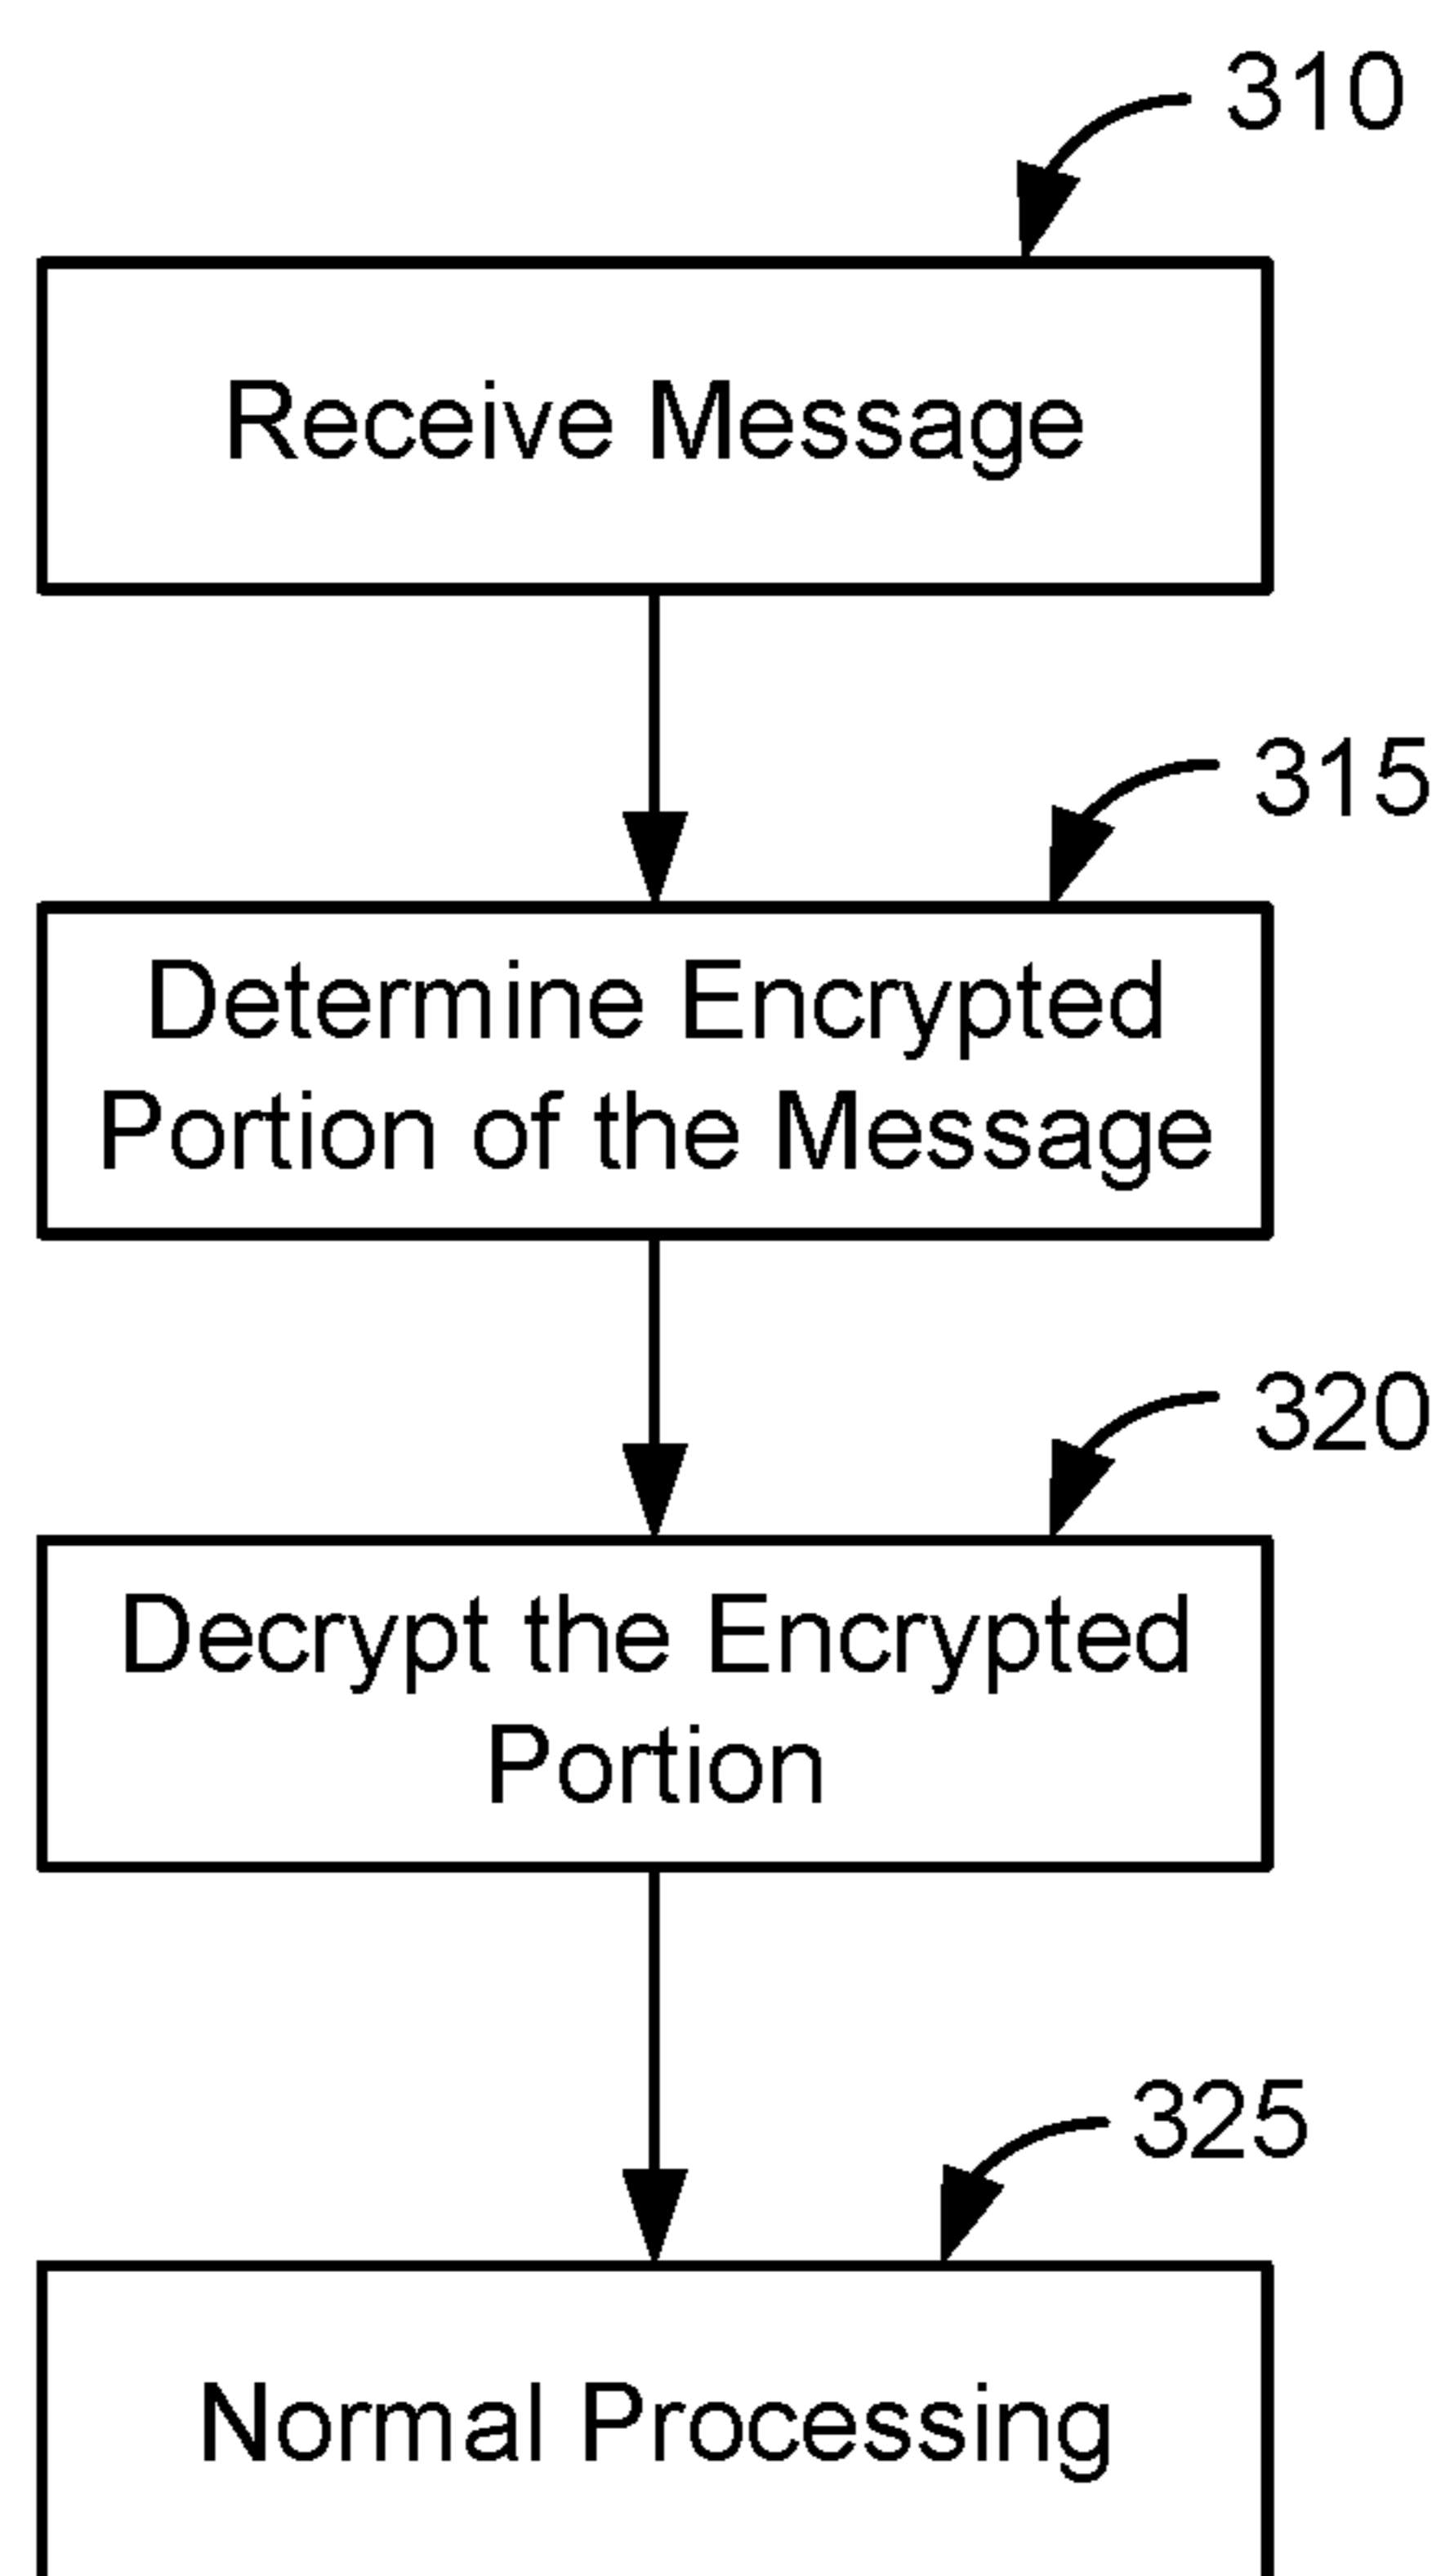 310
Receive Message
315
Determine Encrypted
Portion of the Message
320
Decrypt the Encrypted
Portion
325
Normal Processing